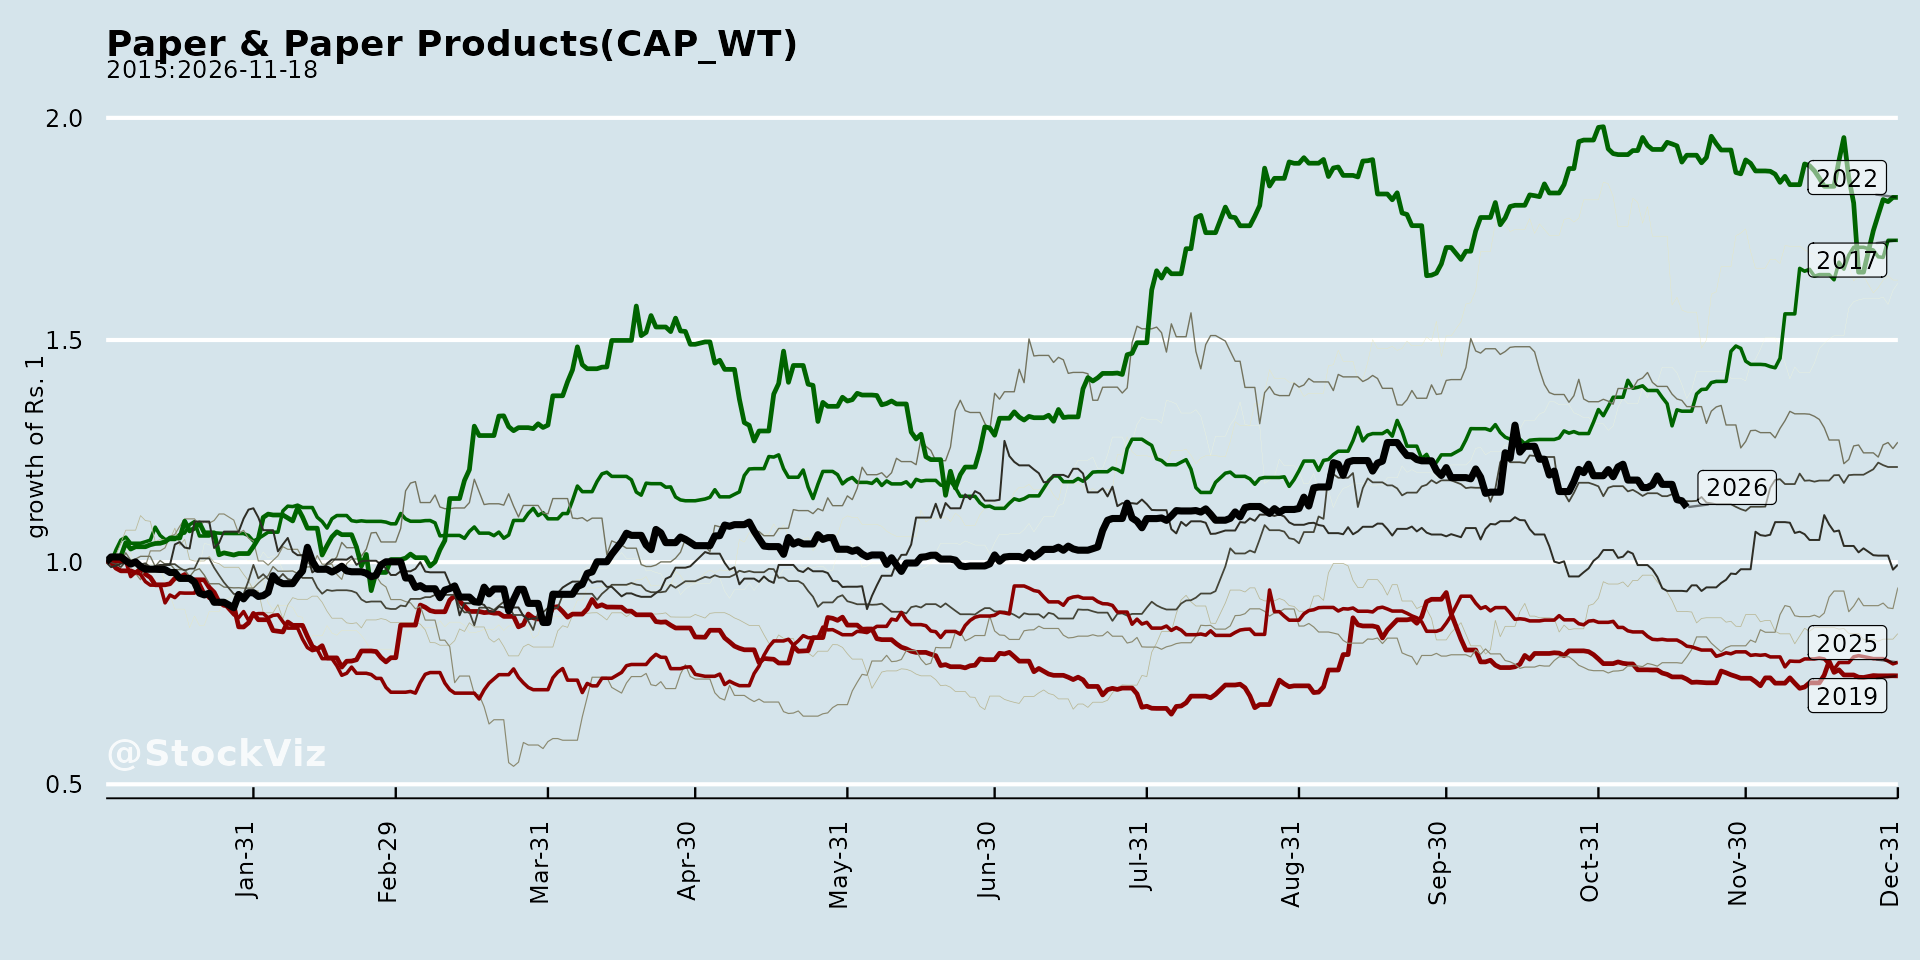 Paper & Paper Products(CAP_WT)
2015:2026-11-18
2.0
1.5
1.0
0.5
growth of Rs. 1
2022
2017
2026
2025
2019
@StockViz
Jan-31
Feb-29
Mar-31
Apr-30
May-31
Jun-30
Jul-31
Aug-31
Sep-30
Oct-31
Nov-30
Dec-31